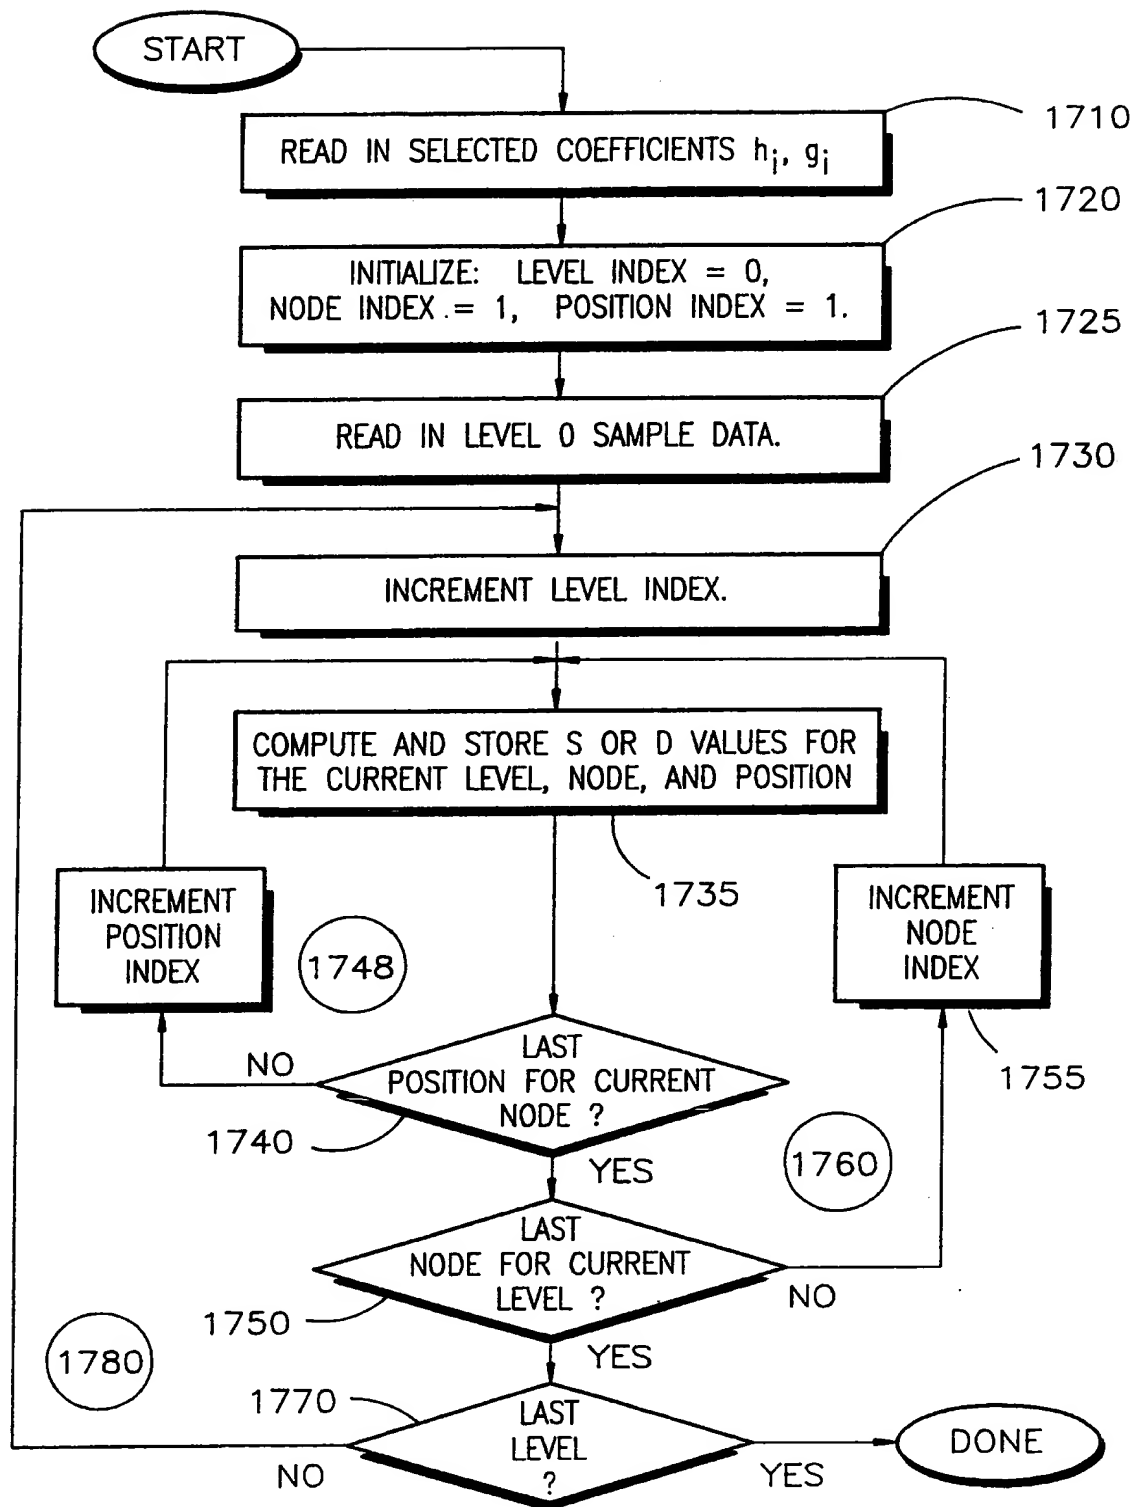 START
1710
READ IN SELECTED COEFFICIENTS hi, gi
1720
INITIALIZE: LEVEL INDEX = 0,
NODE INDEX = 1, POSITION INDEX = 1.
1725
READ IN LEVEL 0 SAMPLE DATA.
1730
INCREMENT LEVEL INDEX.
COMPUTE AND STORE S OR D VALUES FOR
THE CURRENT LEVEL, NODE, AND POSITION
1735
INCREMENT
POSITION
INDEX
1748
INCREMENT
NODE
INDEX
1755
NO
LAST
POSITION FOR CURRENT
NODE ?
1740
YES
1760
LAST
NODE FOR CURRENT
LEVEL ?
NO
1750
YES
1780
1770
LAST
LEVEL
?
NO
YES
DONE